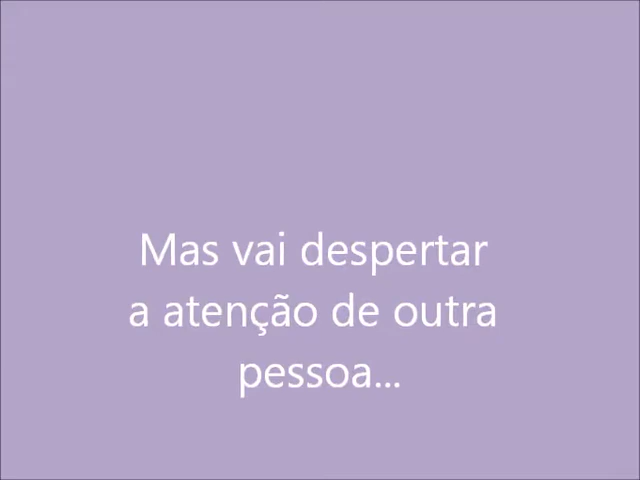 Mas vai despertar
a atenção de outra
pessoa...